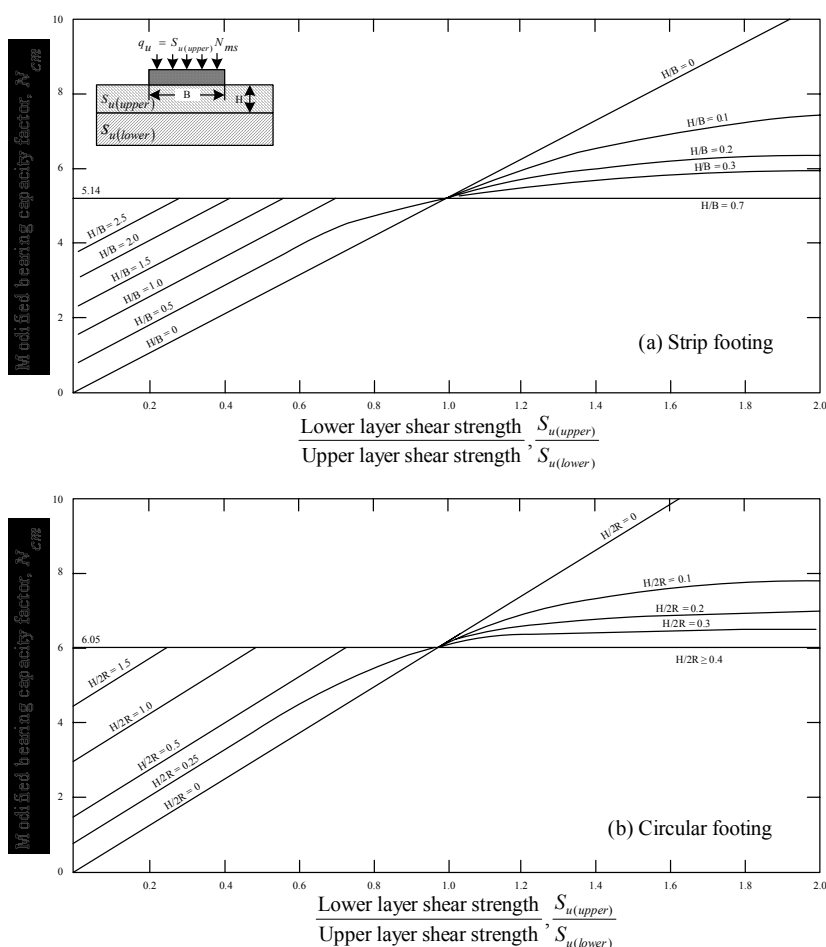 10
8
6
4
2
0
Modified bearing capacity factor, N_cm
q_u = S_u(upper) N_ms
S_u(upper)
B
H
s_u(lower)
5.14
H/B = 2.5
H/B = 2.0
H/B = 1.5
H/B = 1.0
H/B = 0.5
H/B = 0
H/B = 0
H/B = 0.1
H/B = 0.2
H/B = 0.3
H/B = 0.7
(a) Strip footing
0.2 0.4 0.6 0.8 1.0 1.2 1.4 1.6 1.8 2.0
Lower layer shear strength / Upper layer shear strength, S_u(upper) / S_u(lower)
10
8
6
4
2
0
Modified bearing capacity factor, N_cm
6.05
H/2R = 1.5
H/2R = 1.0
H/2R = 0.5
H/2R = 0.25
H/2R = 0
H/2R = 0
H/2R = 0.1
H/2R = 0.2
H/2R = 0.3
H/2R ≥ 0.4
(b) Circular footing
0.2 0.4 0.6 0.8 1.0 1.2 1.4 1.6 1.8 2.0
Lower layer shear strength / Upper layer shear strength, S_u(upper) / S_u(lower)